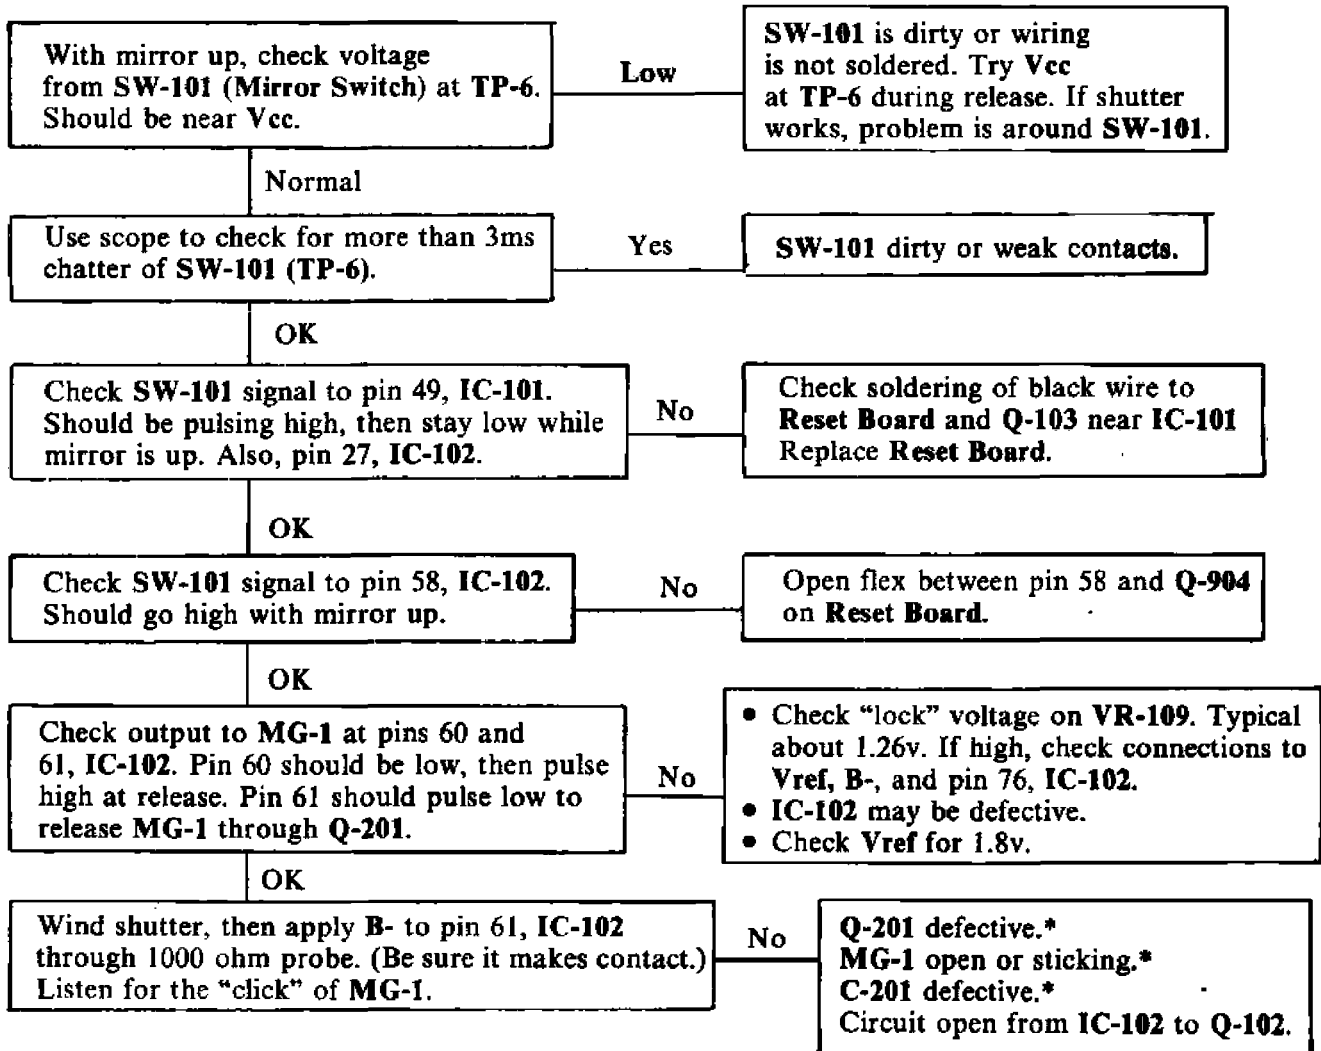 With mirror up, check voltage
from SW-101 (Mirror Switch) at TP-6.
Should be near Vcc.
Low
SW-101 is dirty or wiring
is not soldered. Try Vcc
at TP-6 during release. If shutter
works, problem is around SW-101.
Normal
Use scope to check for more than 3ms
chatter of SW-101 (TP-6).
Yes
SW-101 dirty or weak contacts.
OK
Check SW-101 signal to pin 49, IC-101.
Should be pulsing high, then stay low while
mirror is up. Also, pin 27, IC-102.
No
Check soldering of black wire to
Reset Board and Q-103 near IC-101
Replace Reset Board.
OK
Check SW-101 signal to pin 58, IC-102.
Should go high with mirror up.
No
Open flex between pin 58 and Q-904
on Reset Board.
OK
Check output to MG-1 at pins 60 and
61, IC-102. Pin 60 should be low, then pulse
high at release. Pin 61 should pulse low to
release MG-1 through Q-201.
No
• Check "lock" voltage on VR-109. Typical
about 1.26v. If high, check connections to
Vref, B-, and pin 76, IC-102.
• IC-102 may be defective.
• Check Vref for 1.8v.
OK
Wind shutter, then apply B- to pin 61, IC-102
through 1000 ohm probe. (Be sure it makes contact.)
Listen for the "click" of MG-1.
No
Q-201 defective.*
MG-1 open or sticking.*
C-201 defective.*
Circuit open from IC-102 to Q-102.